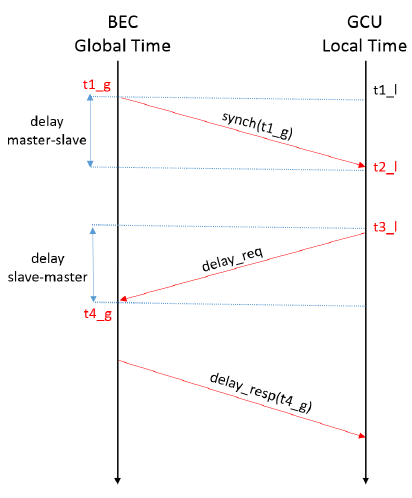 BEC
Global Time
GCU
Local Time
t1_g
t1_l
delay
master-slave
synch(t1_g)
t2_l
t3_l
delay_req
delay
slave-master
t4_g
delay_resp(t4_g)